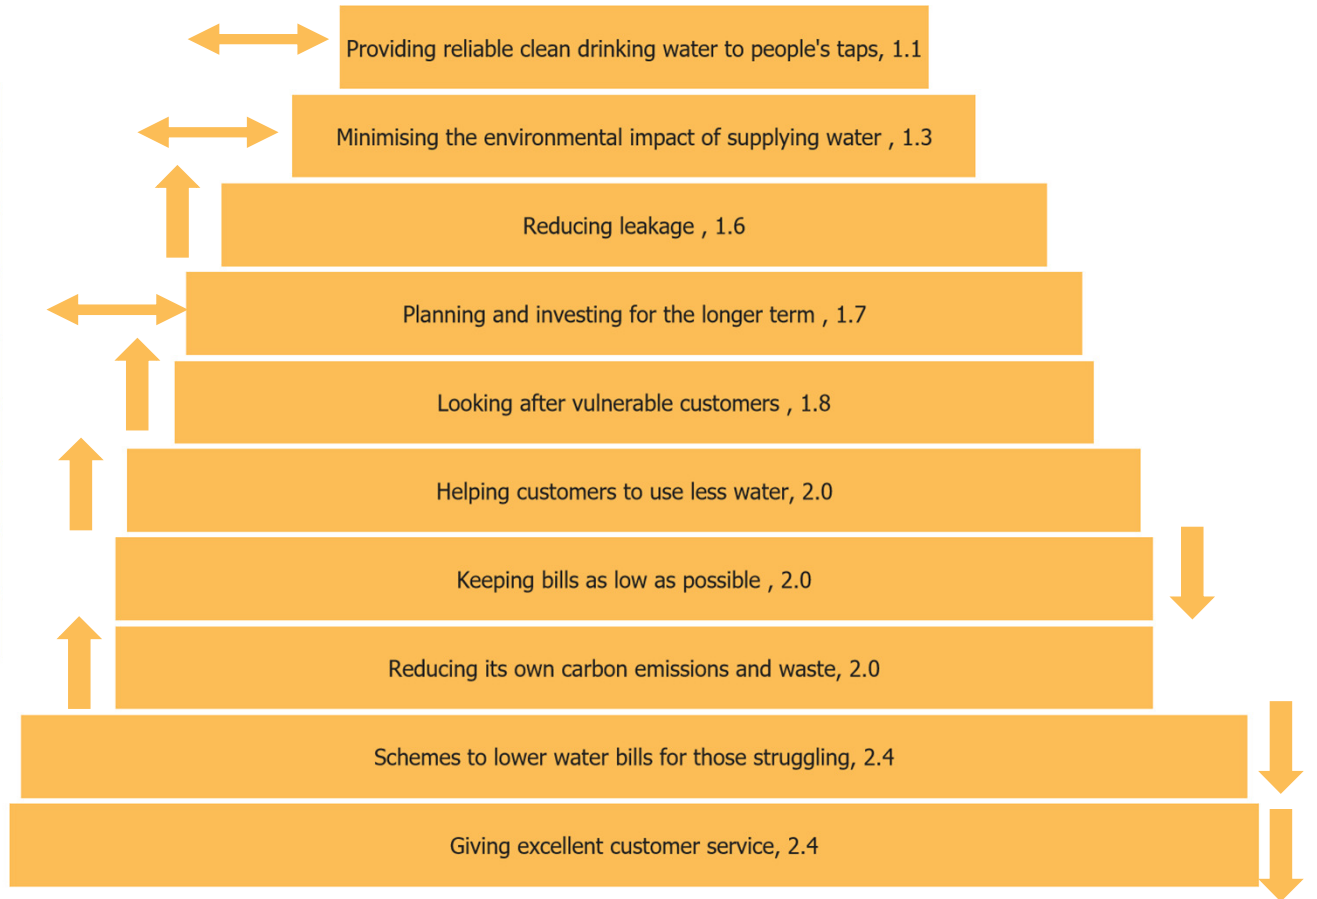 Providing reliable clean drinking water to people's taps, 1.1
Minimising the environmental impact of supplying water , 1.3
Reducing leakage , 1.6
Planning and investing for the longer term , 1.7
Looking after vulnerable customers , 1.8
Helping customers to use less water, 2.0
Keeping bills as low as possible , 2.0
Reducing its own carbon emissions and waste, 2.0
Schemes to lower water bills for those struggling, 2.4
Giving excellent customer service, 2.4